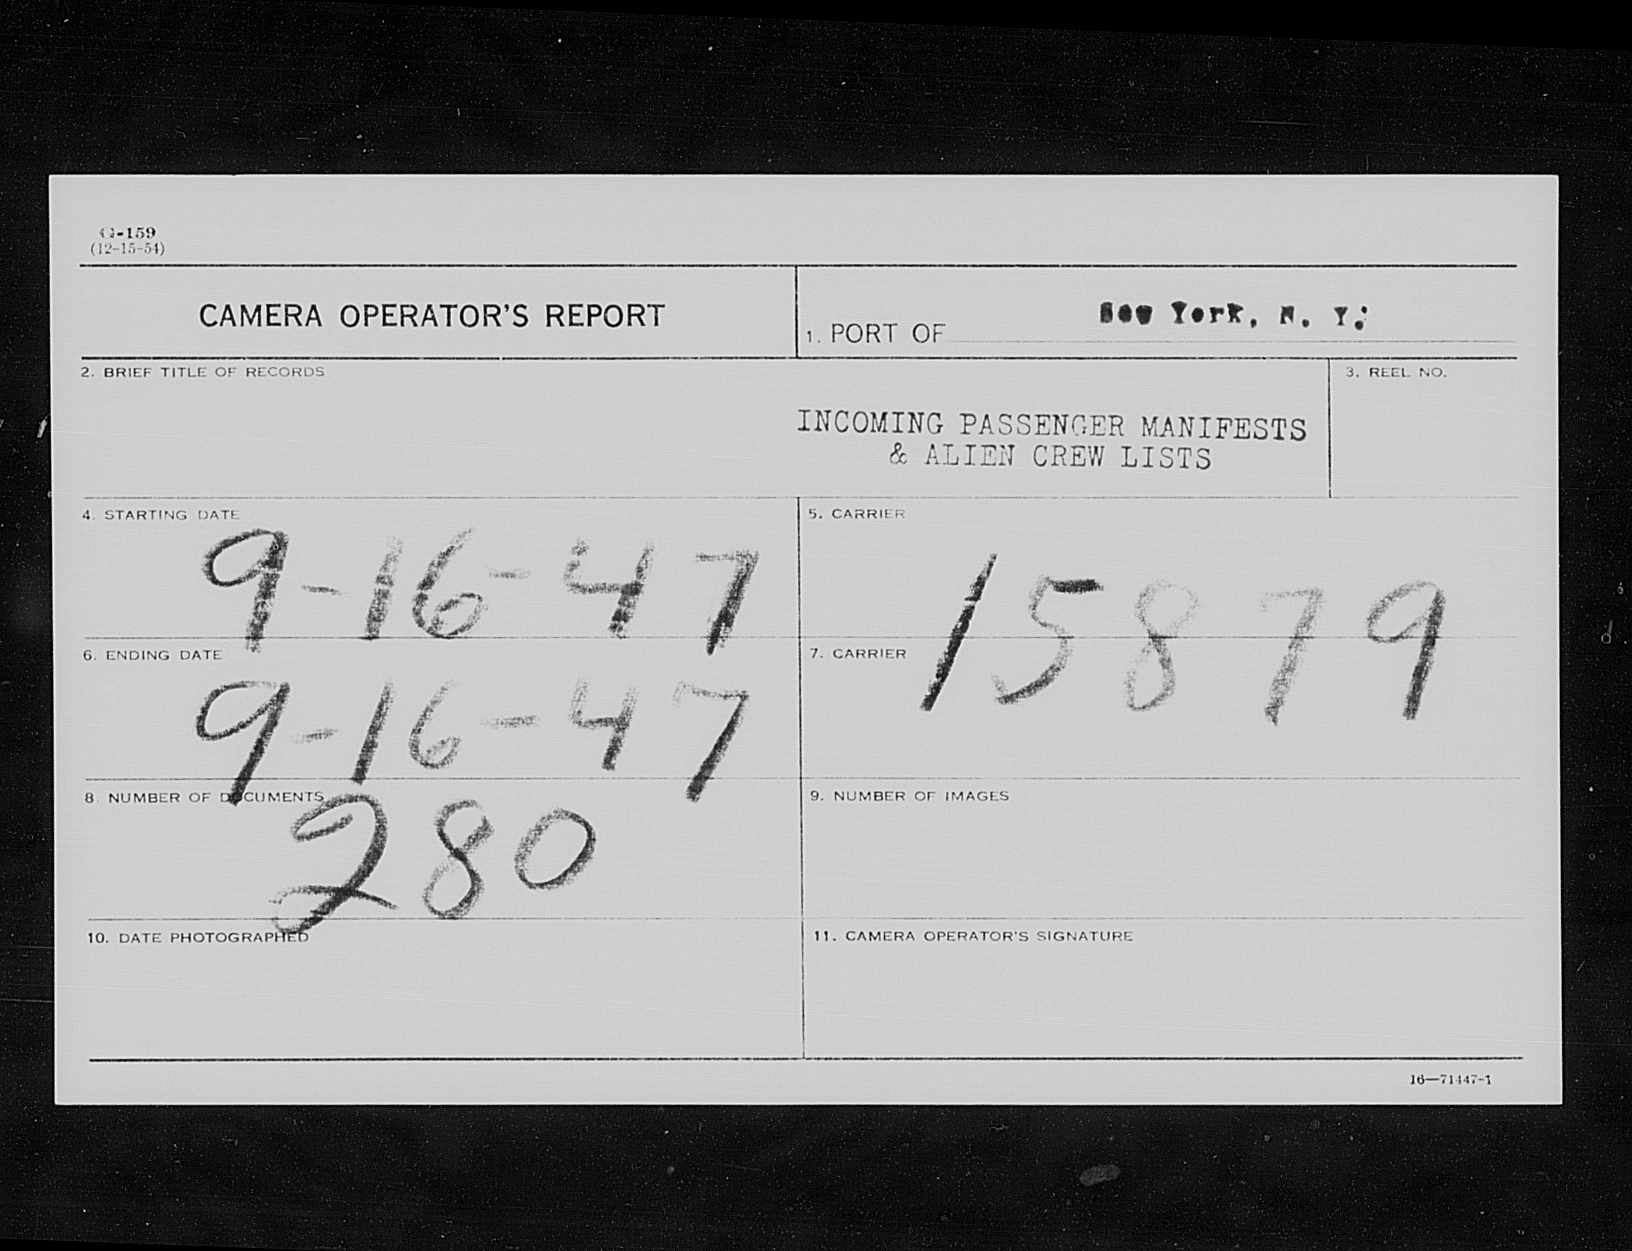 G-159
(12-15-54)
CAMERA OPERATOR'S REPORT
1. PORT OF New York, N. Y.
2. BRIEF TITLE OF RECORDS
INCOMING PASSENGER MANIFESTS
& ALIEN CREW LISTS
3. REEL NO.
4. STARTING DATE
9-16-47
5. CARRIER
15879
6. ENDING DATE
9-16-47
7. CARRIER
8. NUMBER OF DOCUMENTS
280
9. NUMBER OF IMAGES
10. DATE PHOTOGRAPHED
11. CAMERA OPERATOR'S SIGNATURE
16—71447-1